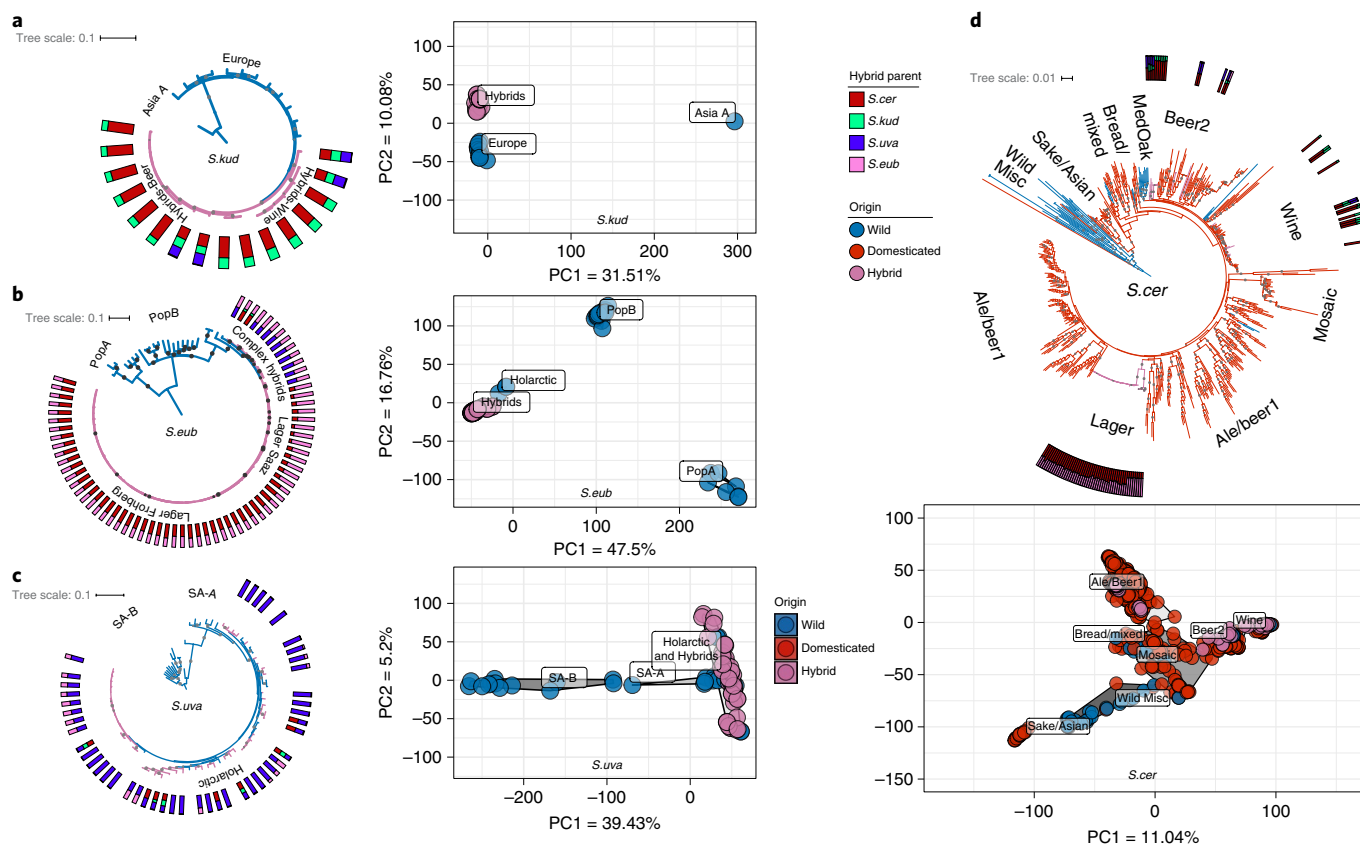 a
Tree scale: 0.1
Asia A
Europe
S.kud
Hybrids-Beer
Hybrids-Wine
PC2 = 10.08%
100
50
0
−50
−100
Hybrids
Europe
Asia A
S.kud
0
100
200
300
PC1 = 31.51%
b
Tree scale: 0.1
PopA
PopB
Complex hybrids
S.eub
Lager Saaz
Lager Frohberg
PC2 = 16.76%
100
50
0
−50
−100
PopB
Holarctic
Hybrids
PopA
S.eub
0
100
200
PC1 = 47.5%
c
Tree scale: 0.1
SA-B
SA-A
S.uva
Holarctic
PC2 = 5.2%
100
50
0
−50
−100
Holarctic
and Hybrids
SA-B
SA-A
S.uva
−200
−100
0
PC1 = 39.43%
Origin
Wild
Domesticated
Hybrid
Hybrid parent
S.cer
S.kud
S.uva
S.eub
Origin
Wild
Domesticated
Hybrid
d
Tree scale: 0.01
Wild
Misc
Sake/Asian
Bread/
mixed
MedOak
Beer2
Wine
Mosaic
S.cer
Ale/beer1
Lager
Ale/beer1
100
50
0
−50
−100
−150
Ale/Beer1
Bread/mixed
Mosaic
Beer2
Wine
Wild Misc
Sake/Asian
S.cer
−100
0
100
PC1 = 11.04%